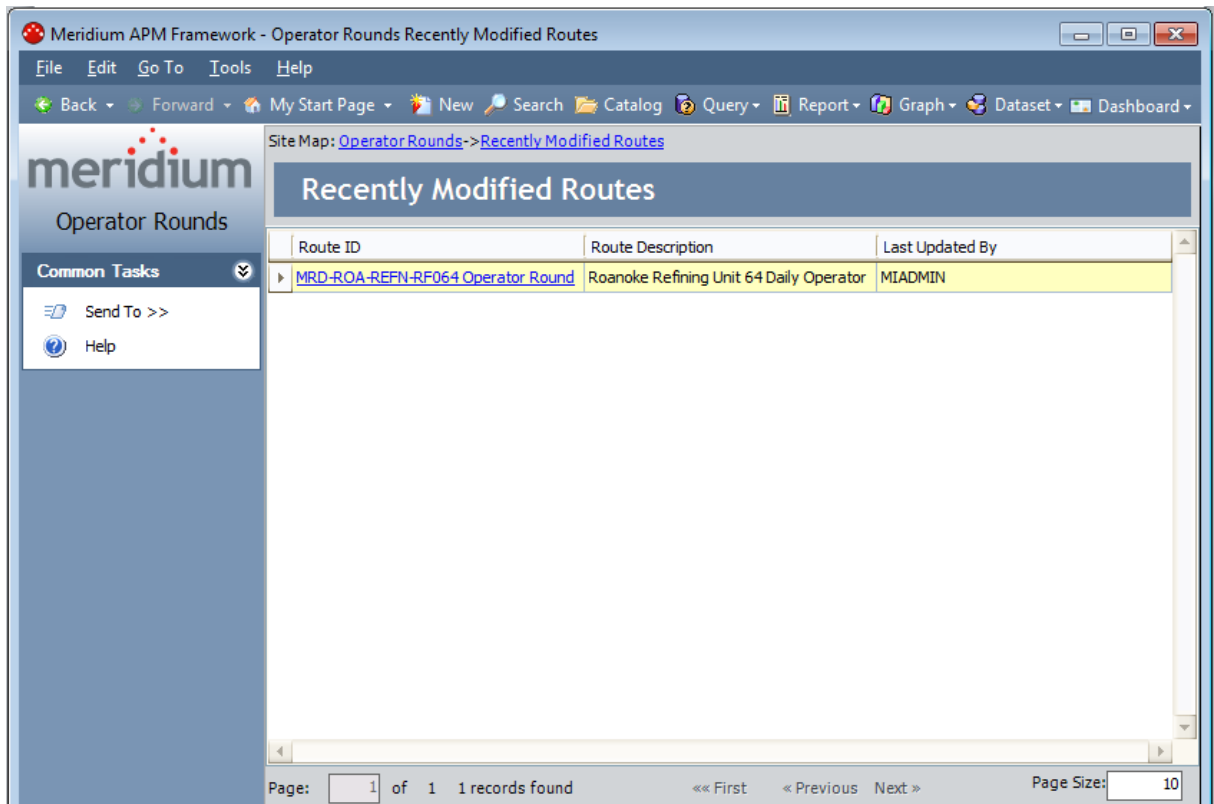 Meridium APM Framework - Operator Rounds Recently Modified Routes
File Edit Go To Tools Help
Back Forward My Start Page New Search Catalog Query Report Graph Dataset Dashboard
meridium
Operator Rounds
Common Tasks
Send To >>
Help
Site Map: Operator Rounds->Recently Modified Routes
Recently Modified Routes
Route ID Route Description Last Updated By
MRD-ROA-REFN-RF064 Operator Round Roanoke Refining Unit 64 Daily Operator MIADMIN
Page: 1 of 1 1 records found «« First « Previous Next » Page Size: 10